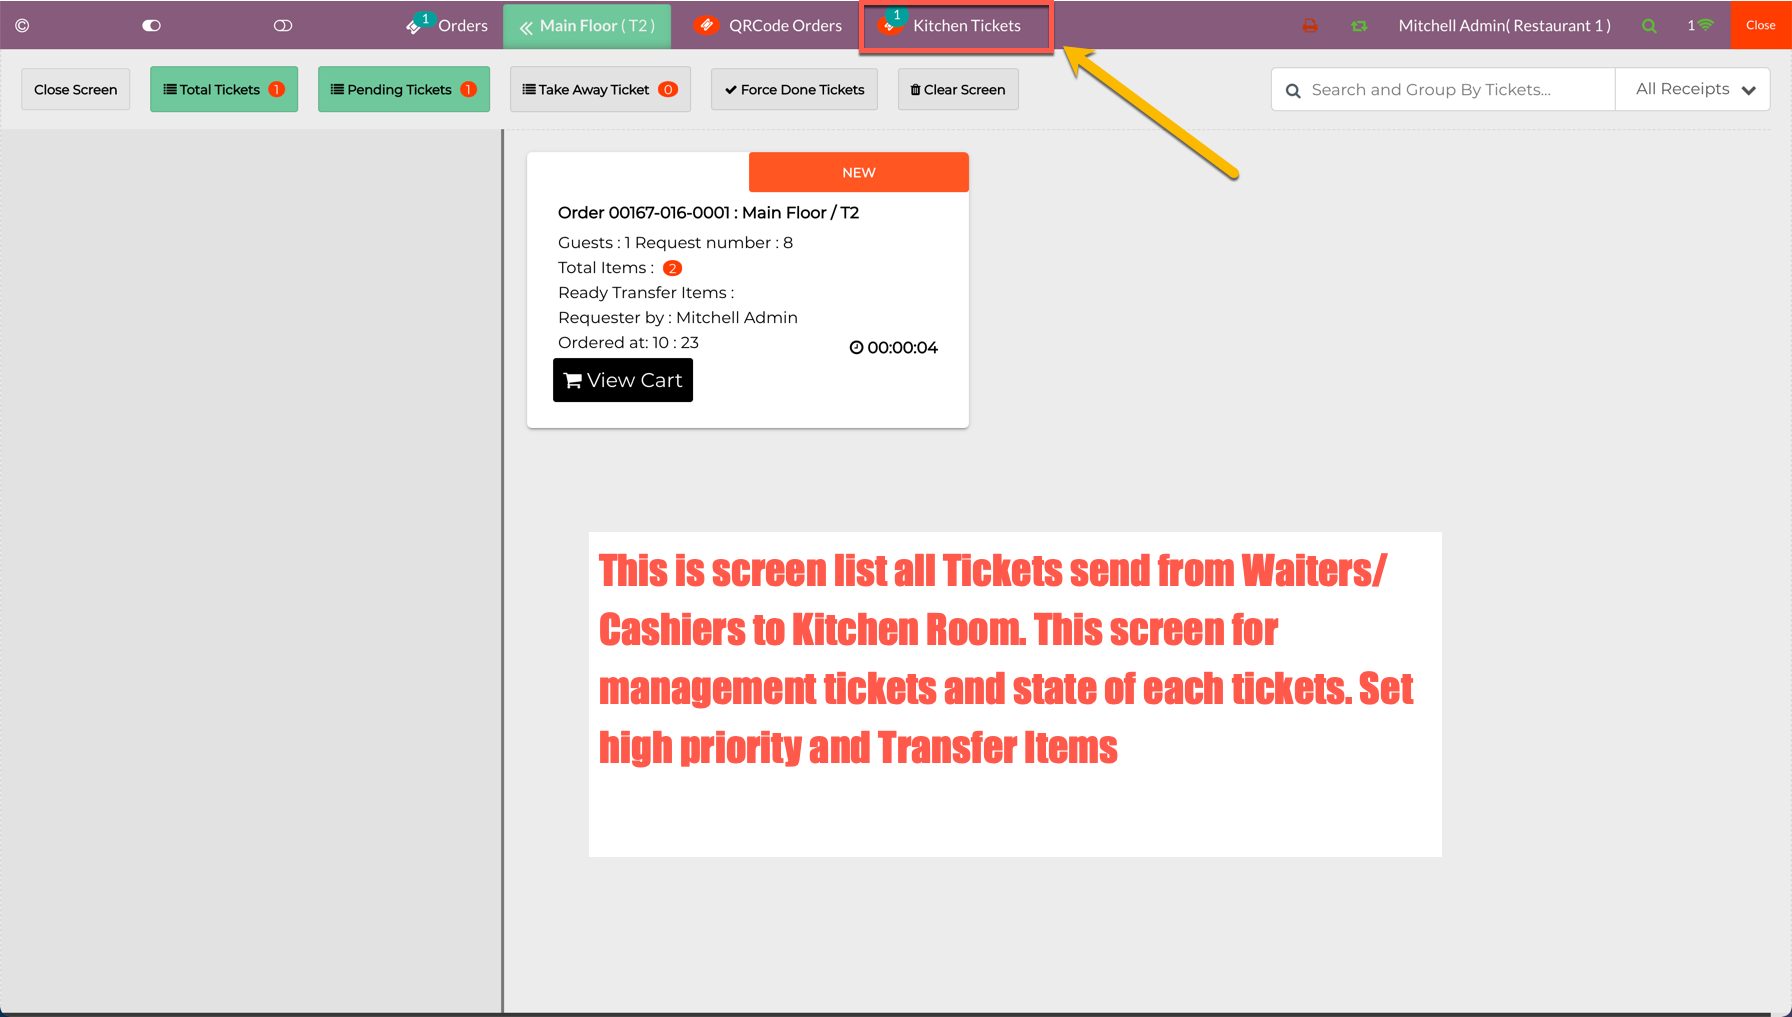 ©
1 Orders
Main Floor ( T2 )
QRCode Orders
1 Kitchen Tickets
Mitchell Admin( Restaurant 1 )
1
Close
Close Screen
Total Tickets 1
Pending Tickets 1
Take Away Ticket 0
Force Done Tickets
Clear Screen
Search and Group By Tickets...
All Receipts
NEW
Order 00167-016-0001 : Main Floor / T2
Guests : 1 Request number : 8
Total Items : 2
Ready Transfer Items :
Requester by : Mitchell Admin
Ordered at: 10 : 23
00:00:04
View Cart
This is screen list all Tickets send from Waiters/
Cashiers to Kitchen Room. This screen for
management tickets and state of each tickets. Set
high priority and Transfer Items